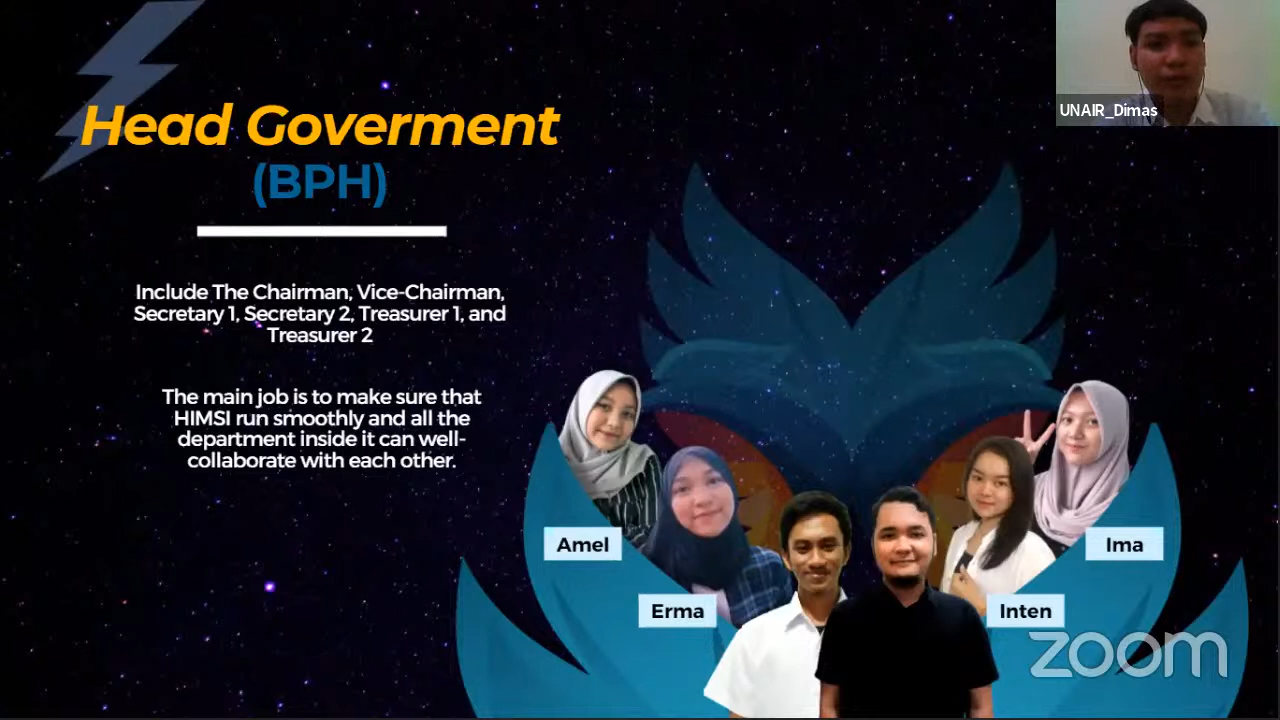 Head Goverment
(BPH)
Include The Chairman, Vice-Chairman,
Secretary 1, Secretary 2, Treasurer 1, and
Treasurer 2
The main job is to make sure that
HIMSI run smoothly and all the
department inside it can well-
collaborate with each other.
UNAIR_Dimas
Amel
Erma
Inten
Ima
zoom